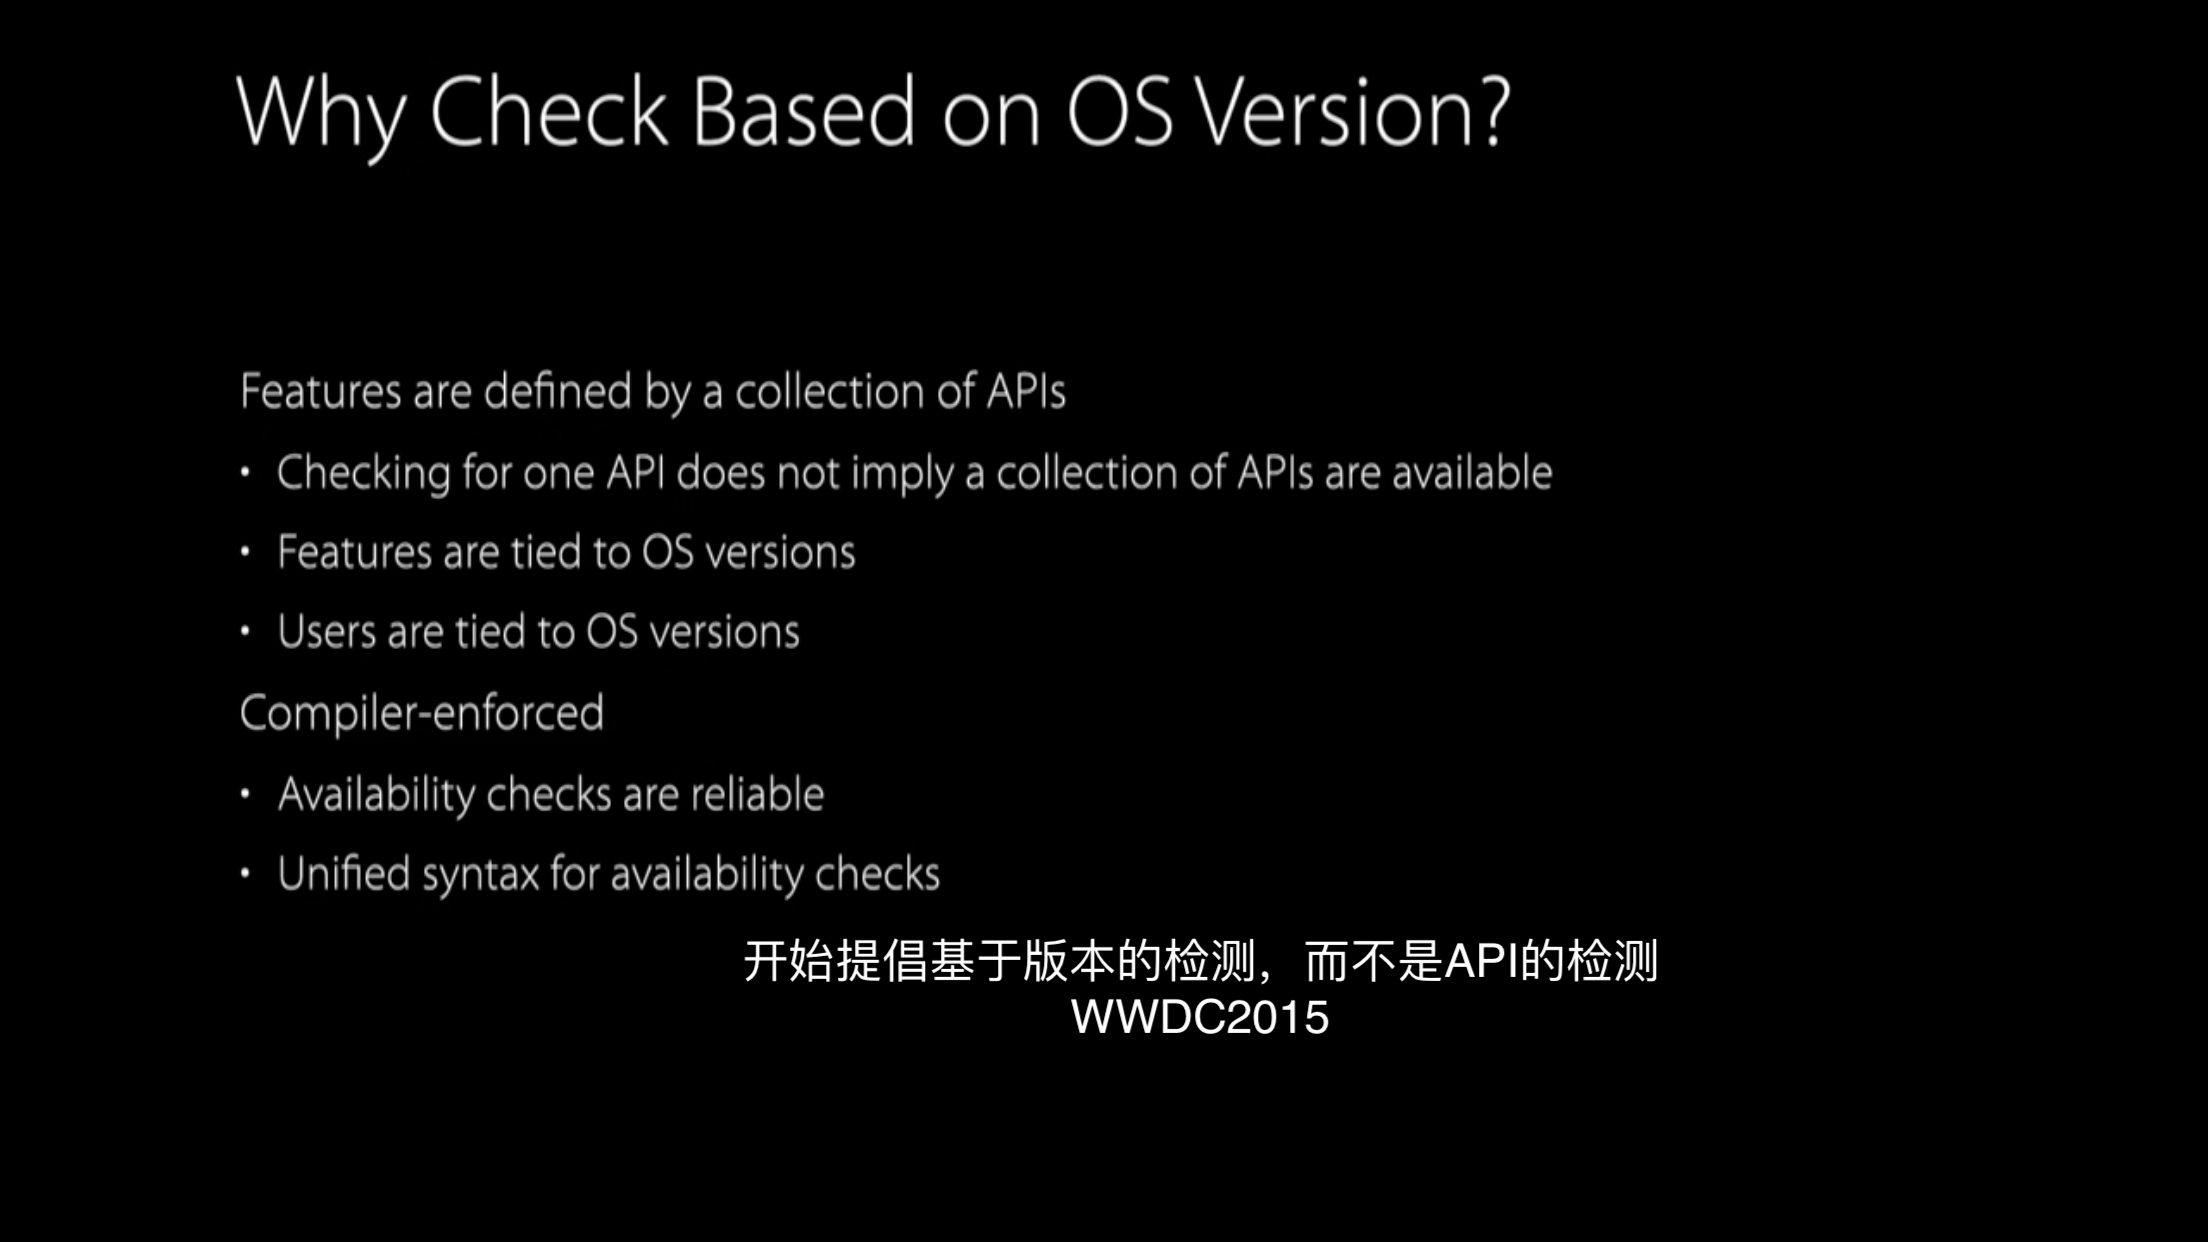 Why Check Based on OS Version?
Features are defined by a collection of APIs
• Checking for one API does not imply a collection of APIs are available
• Features are tied to OS versions
• Users are tied to OS versions
Compiler-enforced
• Availability checks are reliable
• Unified syntax for availability checks
开始提倡基于版本的检测，而不是API的检测
WWDC2015